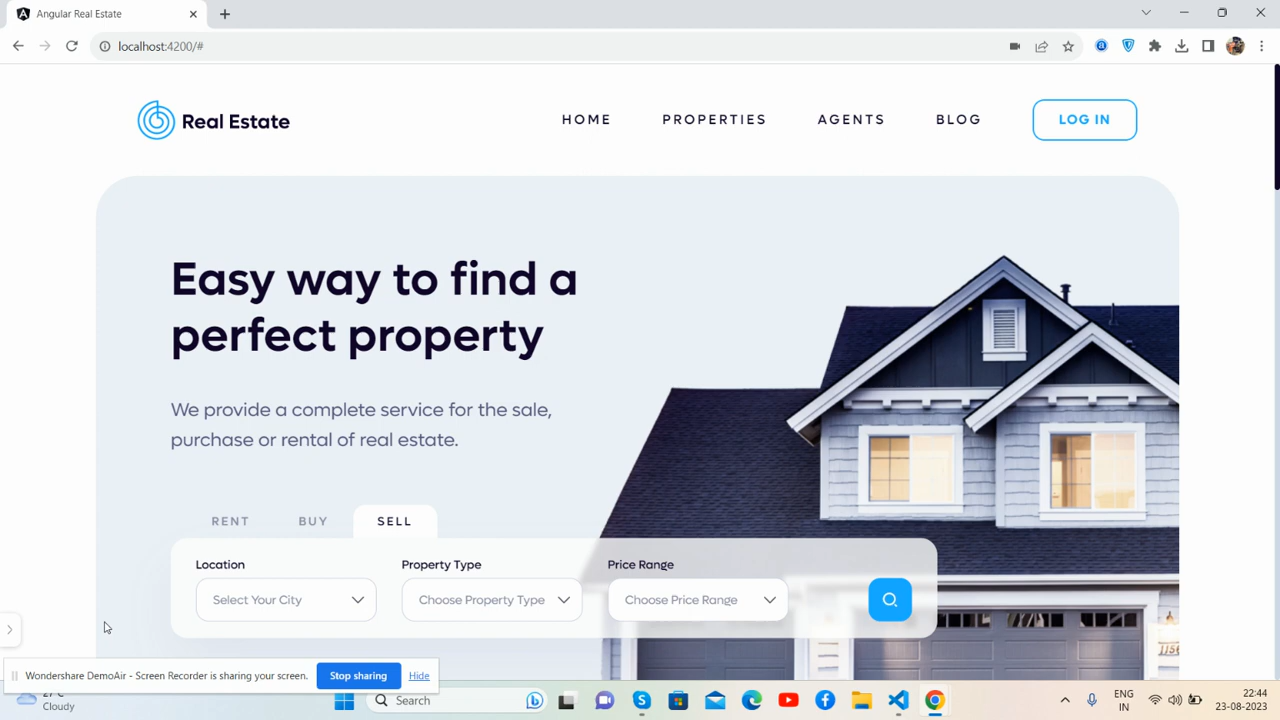 Angular Real Estate
localhost:4200/#
Real Estate
HOME
PROPERTIES
AGENTS
BLOG
LOG IN
Easy way to find a
perfect property
We provide a complete service for the sale,
purchase or rental of real estate.
RENT
BUY
SELL
Location
Property Type
Price Range
Select Your City
Choose Property Type
Choose Price Range
Wondershare DemoAir - Screen Recorder is sharing your screen.
Stop sharing
Hide
Cloudy
Search
ENG
IN
22:44
23-08-2023